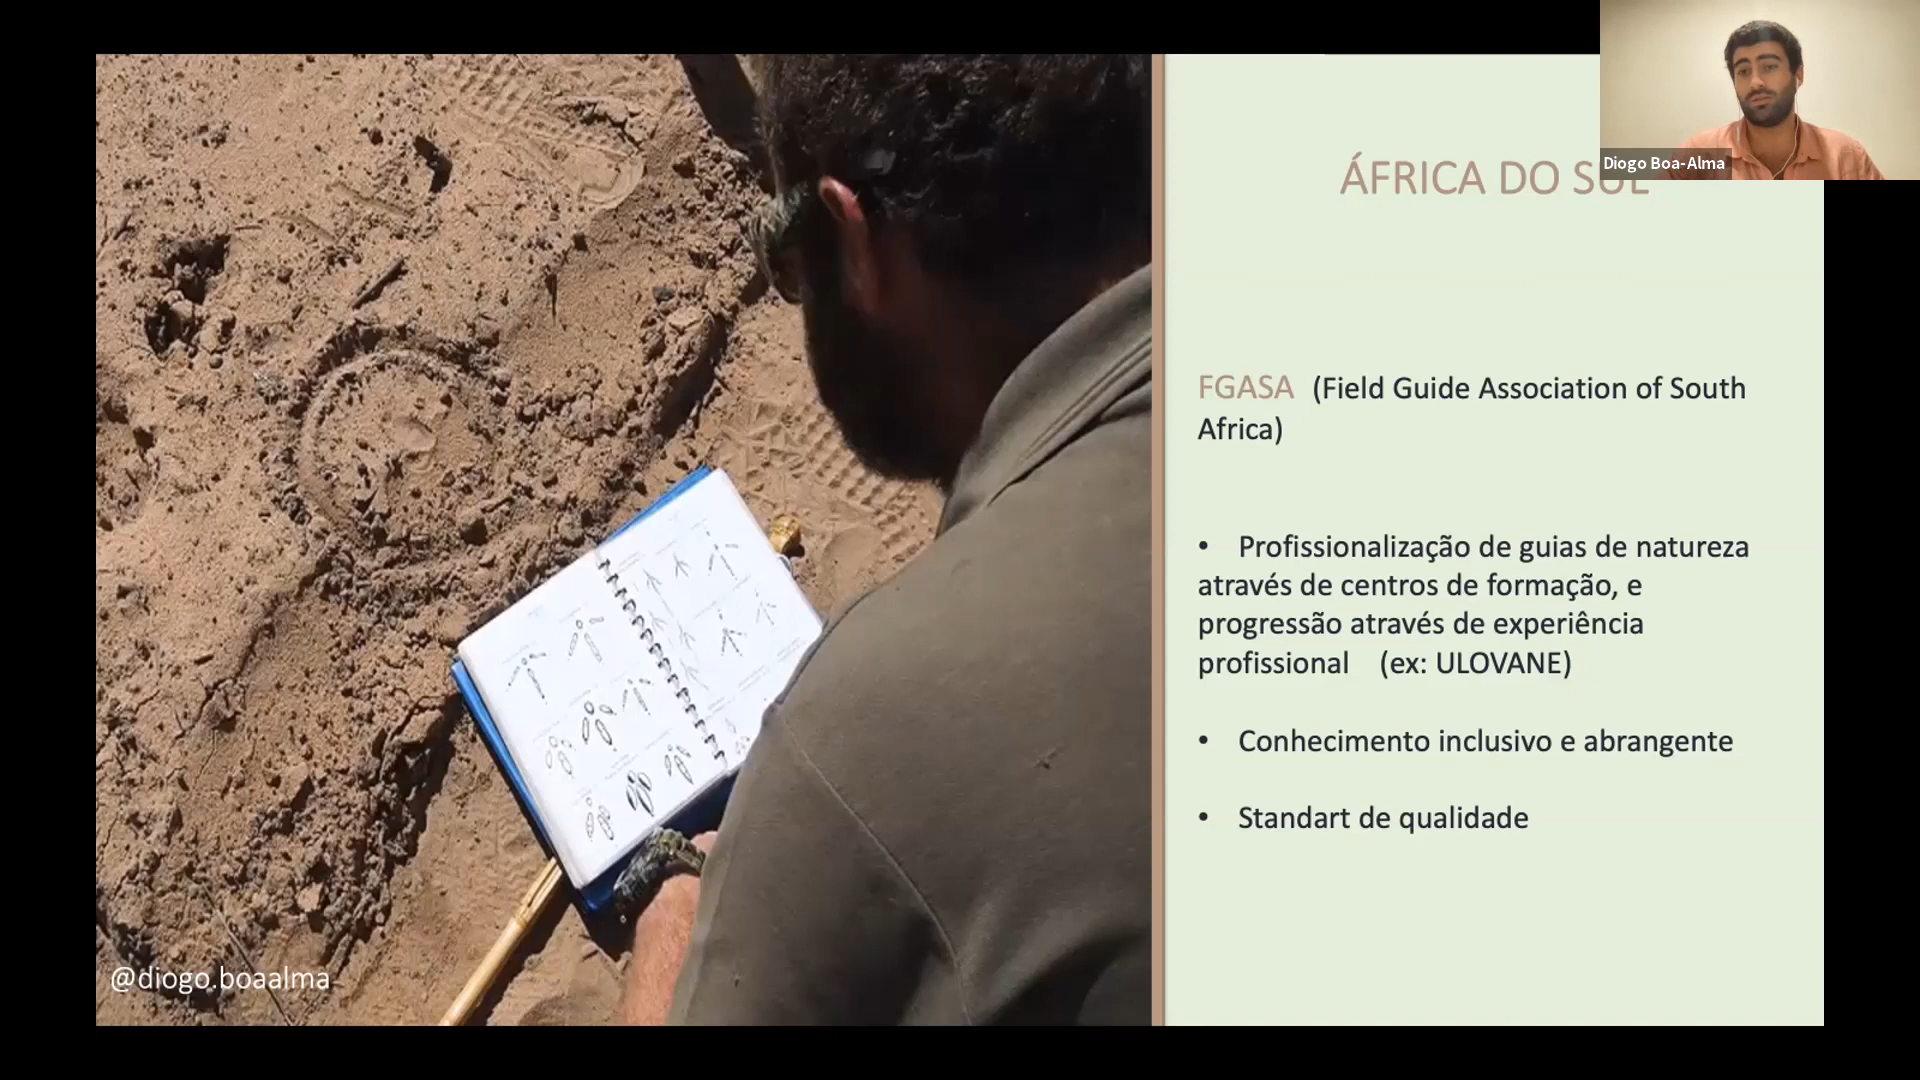 Diogo Boa-Alma
ÁFRICA DO SUL
FGASA (Field Guide Association of South
Africa)
• Profissionalização de guias de natureza
através de centros de formação, e
progressão através de experiência
profissional (ex: ULOVANE)
• Conhecimento inclusivo e abrangente
• Standart de qualidade
@diogo.boaalma